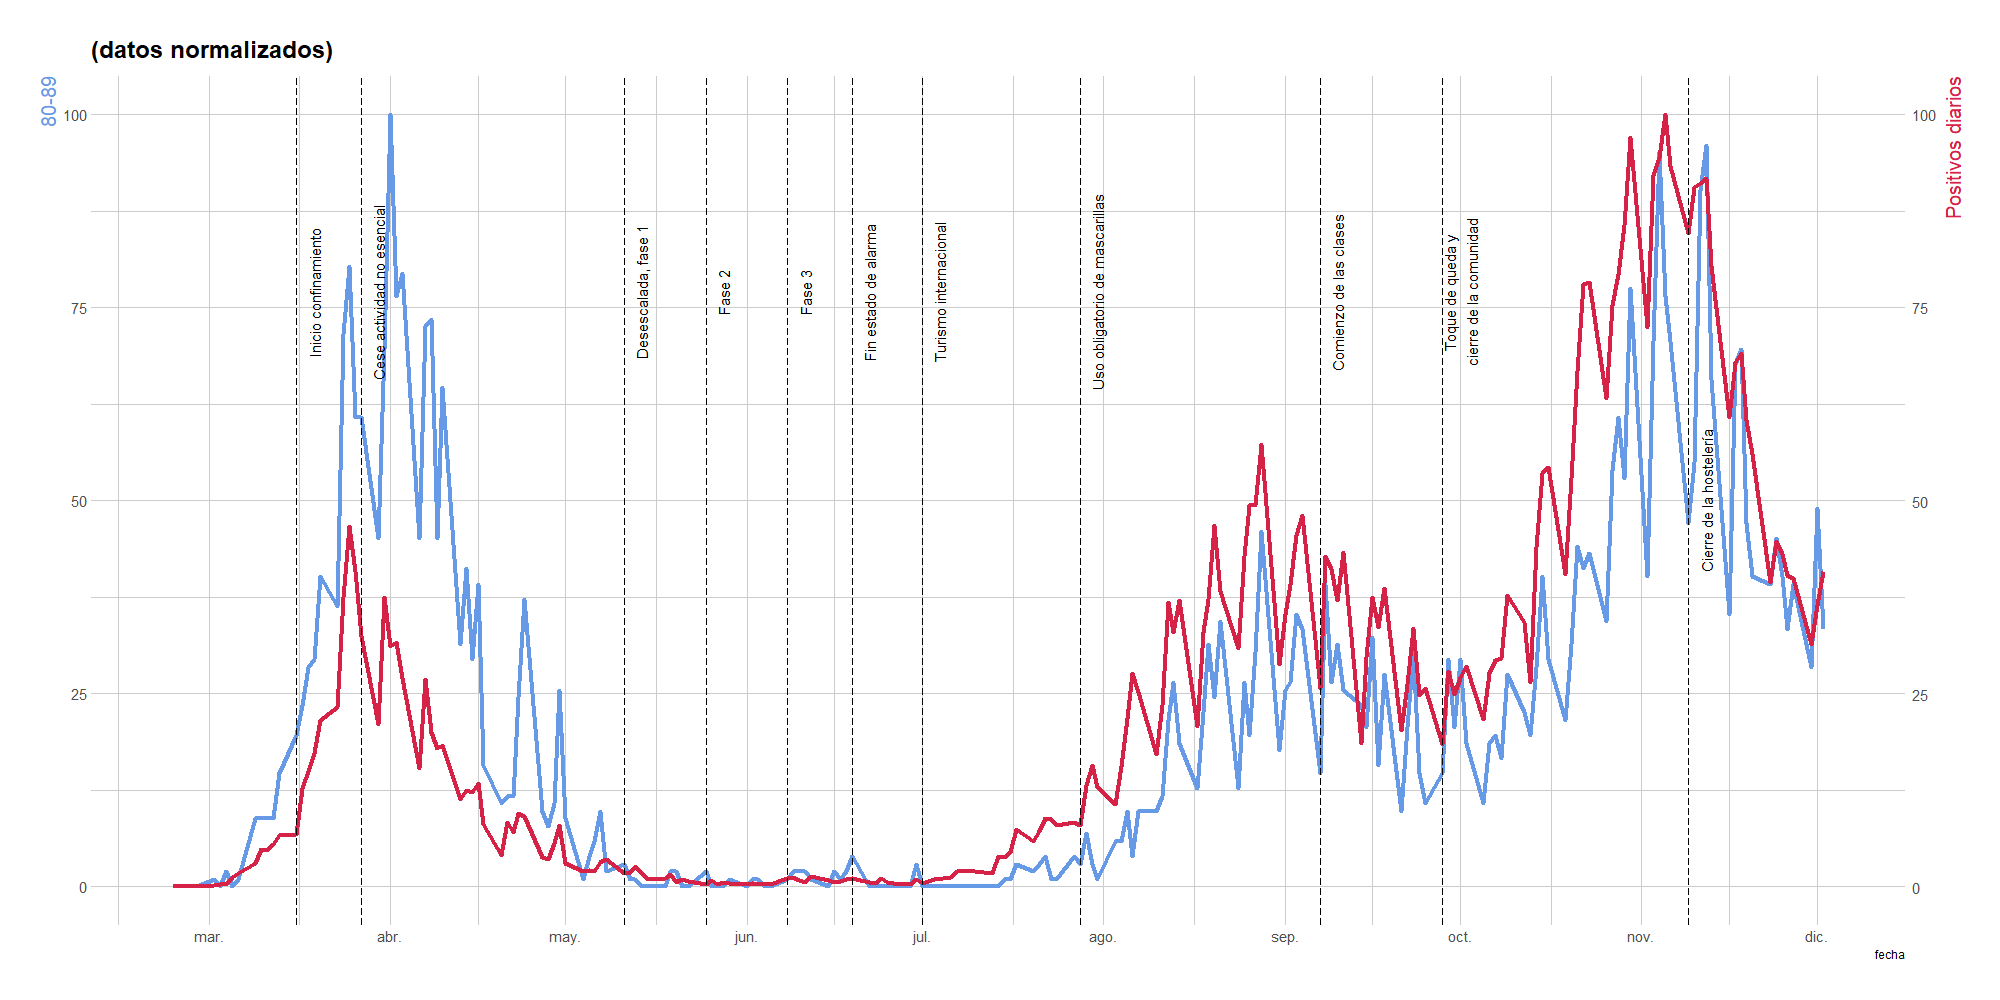 (datos normalizados)
80-89
Positivos diarios
100
75
50
25
0
100
75
50
25
0
Inicio confinamiento
Cese actividad no esencial
Desescalada, fase 1
Fase 2
Fase 3
Fin estado de alarma
Turismo internacional
Uso obligatorio de mascarillas
Comienzo de las clases
Toque de queda y
cierre de la comunidad
Cierre de la hostelería
mar.
abr.
may.
jun.
jul.
ago.
sep.
oct.
nov.
dic.
fecha